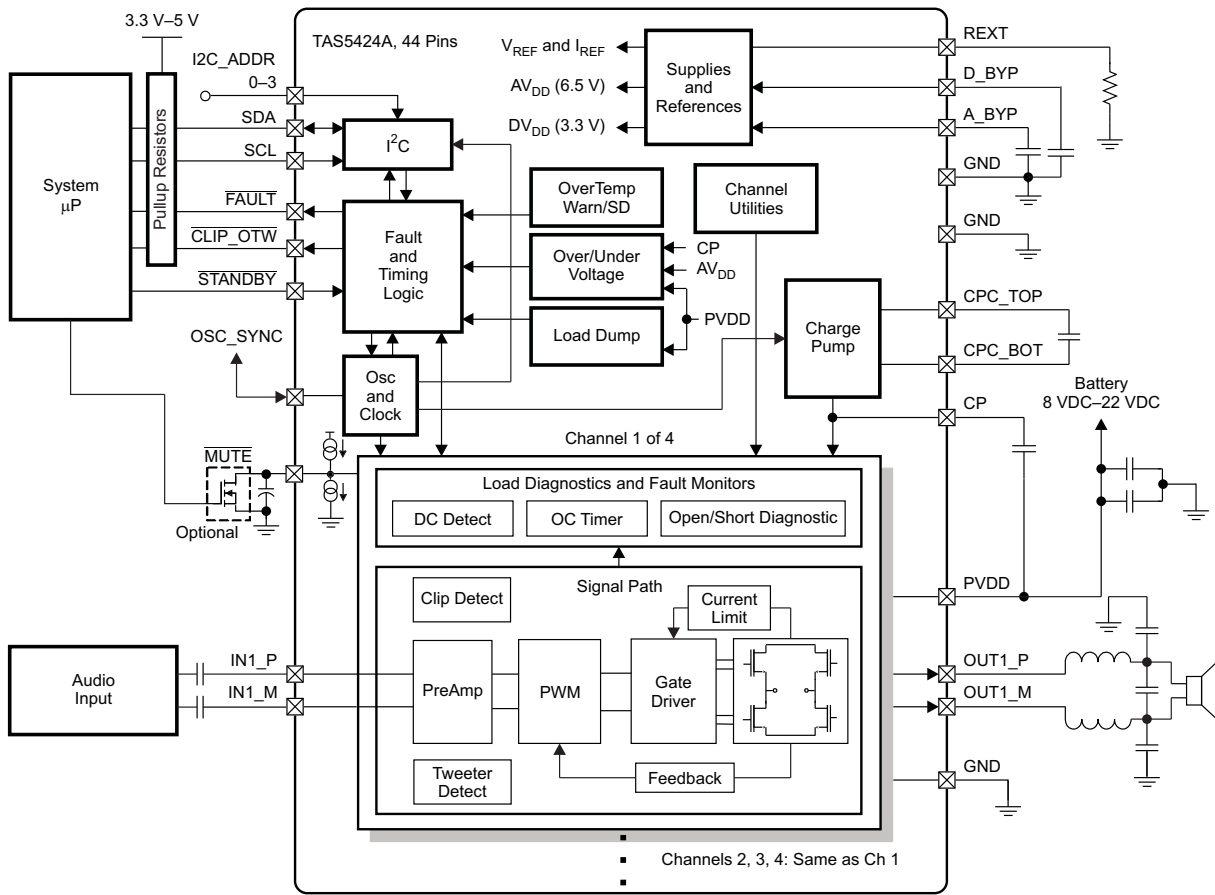 3.3 V–5 V
TAS5424A, 44 Pins
I2C_ADDR
0–3
SDA
SCL
FAULT
CLIP_OTW
STANDBY
OSC_SYNC
System
μP
Pullup Resistors
I²C
Fault
and
Timing
Logic
Osc
and
Clock
V_REF and I_REF
AV_DD (6.5 V)
DV_DD (3.3 V)
Supplies
and
References
OverTemp
Warn/SD
Over/Under
Voltage
Load Dump
CP
AV_DD
PVDD
Channel
Utilities
Charge
Pump
REXT
D_BYP
A_BYP
GND
GND
CPC_TOP
CPC_BOT
CP
Battery
8 VDC–22 VDC
MUTE
Optional
Channel 1 of 4
Load Diagnostics and Fault Monitors
DC Detect
OC Timer
Open/Short Diagnostic
Signal Path
Clip Detect
Current
Limit
PreAmp
PWM
Gate
Driver
Tweeter
Detect
Feedback
Audio
Input
IN1_P
IN1_M
PVDD
OUT1_P
OUT1_M
GND
Channels 2, 3, 4: Same as Ch 1